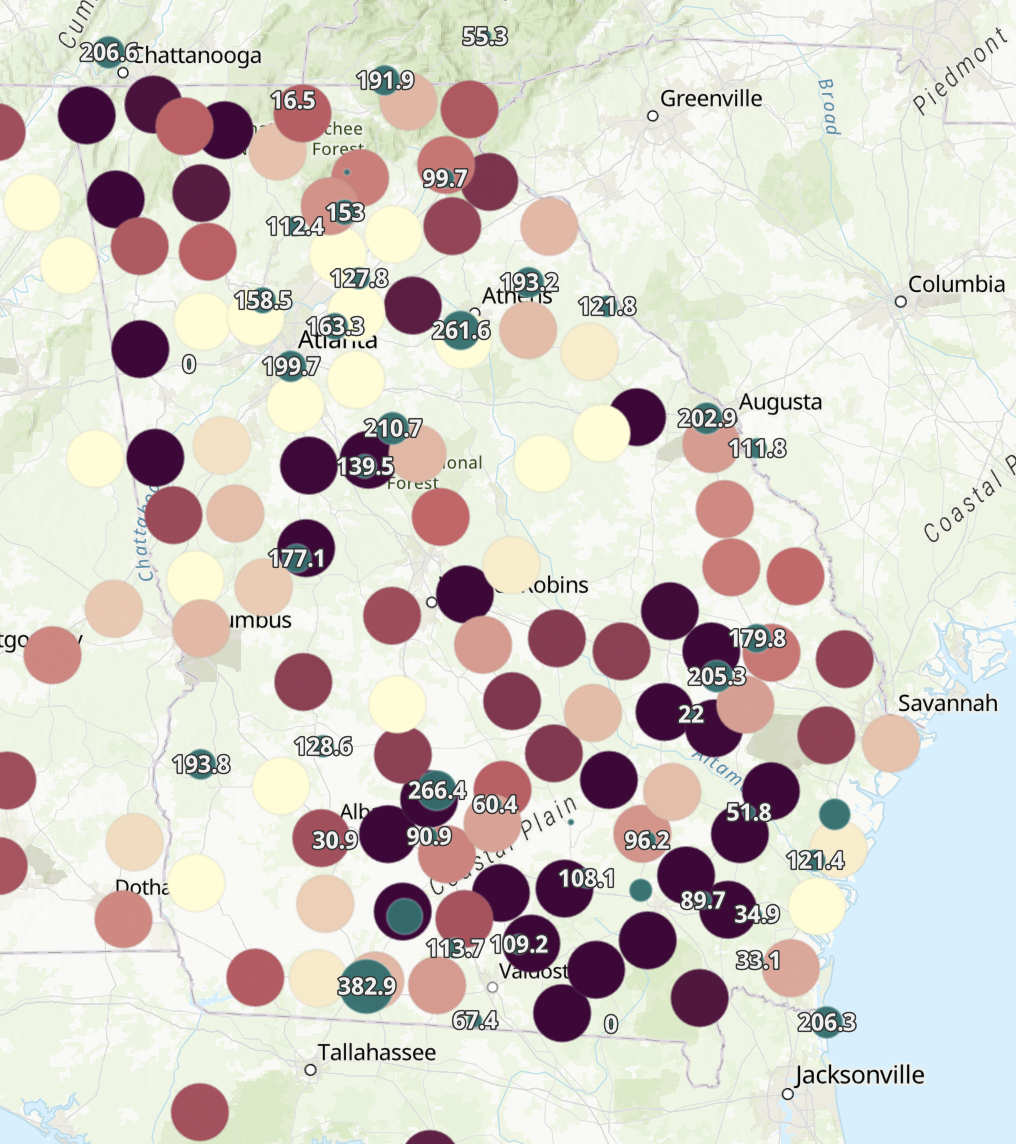 Cum
55.3
206.6
Chattanooga
191.9
Piedmont
16.5
Greenville
Broad
chee
Forest
99.7
153
112.4
127.8
193.2
Columbia
158.5
Athens
121.8
163.3
261.6
Atlanta
0
199.7
Augusta
202.9
210.7
111.8
139.5
ional
Forest
Coastal P
Chattahoo
177.1
Robins
umbus
tgomery
179.8
205.3
Savannah
22
128.6
193.8
Altam
266.4
60.4
51.8
Alb
30.9
90.9
96.2
Coastal Plain
121.4
Dotha
108.1
89.7
34.9
113.7
109.2
33.1
Valdost
382.9
67.4
0
206.3
Tallahassee
Jacksonville